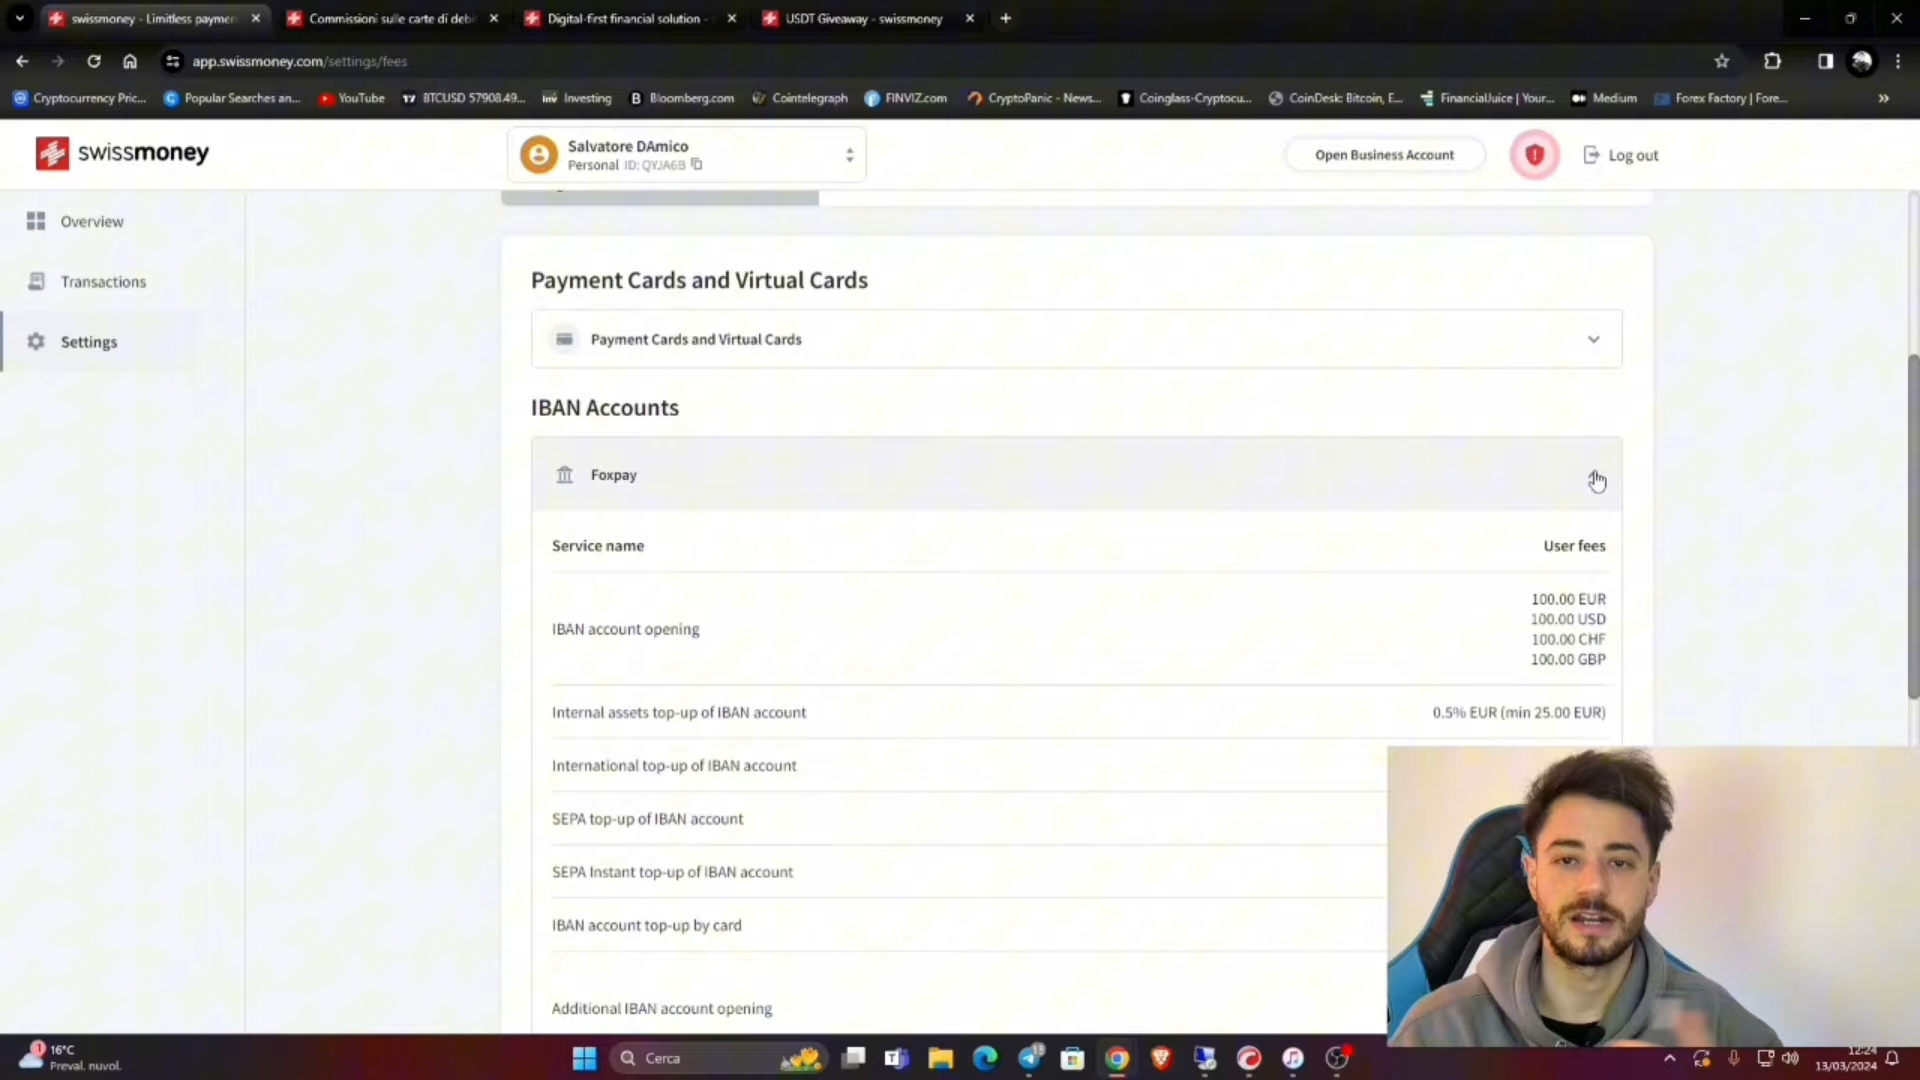 swissmoney - Limitless paymen
Commissioni sulle carte di debi
Digital-first financial solution -
USDT Giveaway - swissmoney
app.swissmoney.com/settings/fees
Cryptocurrency Pric...
Popular Searches an...
YouTube
BTCUSD 57908.49...
Investing
Bloomberg.com
Cointelegraph
FINVIZ.com
CryptoPanic - News...
Coinglass-Cryptocu...
CoinDesk: Bitcoin, E...
FinancialJuice | Your...
Medium
Forex Factory | Fore...
swissmoney
Salvatore DAmico
Personal ID: QYJA6B
Open Business Account
Log out
Overview
Transactions
Settings
Payment Cards and Virtual Cards
Payment Cards and Virtual Cards
IBAN Accounts
Foxpay
Service name
User fees
IBAN account opening
100.00 EUR
100.00 USD
100.00 CHF
100.00 GBP
Internal assets top-up of IBAN account
0.5% EUR (min 25.00 EUR)
International top-up of IBAN account
SEPA top-up of IBAN account
SEPA Instant top-up of IBAN account
IBAN account top-up by card
Additional IBAN account opening
16°C
Preval. nuvol.
Cerca
12:24
13/03/2024